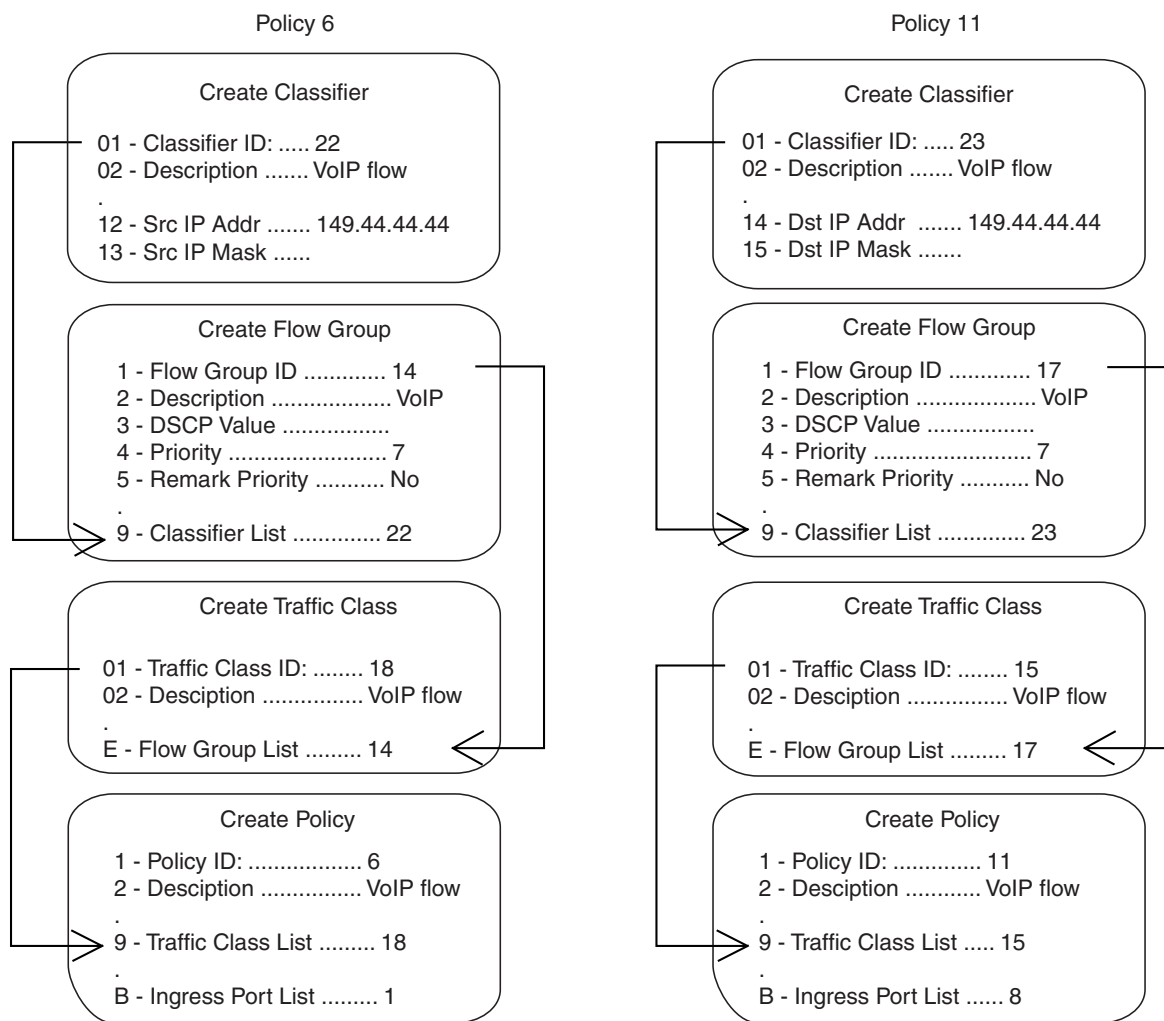 Policy 6
Create Classifier
01 - Classifier ID: ..... 22
02 - Description ....... VoIP flow
.
12 - Src IP Addr ....... 149.44.44.44
13 - Src IP Mask ......
Create Flow Group
1 - Flow Group ID ............. 14
2 - Description .................... VoIP
3 - DSCP Value ..................
4 - Priority ........................... 7
5 - Remark Priority ........... No
.
9 - Classifier List .............. 22
Create Traffic Class
01 - Traffic Class ID: ........ 18
02 - Desciption ................. VoIP flow
.
E - Flow Group List ......... 14
Create Policy
1 - Policy ID: .................. 6
2 - Desciption ................ VoIP flow
.
9 - Traffic Class List ......... 18
.
B - Ingress Port List ......... 1
Policy 11
Create Classifier
01 - Classifier ID: ..... 23
02 - Description ....... VoIP flow
.
14 - Dst IP Addr ....... 149.44.44.44
15 - Dst IP Mask .......
Create Flow Group
1 - Flow Group ID ............. 17
2 - Description .................... VoIP
3 - DSCP Value ..................
4 - Priority ........................... 7
5 - Remark Priority ........... No
.
9 - Classifier List .............. 23
Create Traffic Class
01 - Traffic Class ID: ........ 15
02 - Desciption ................. VoIP flow
.
E - Flow Group List ......... 17
Create Policy
1 - Policy ID: .............. 11
2 - Desciption ................ VoIP flow
.
9 - Traffic Class List ..... 15
.
B - Ingress Port List ...... 8